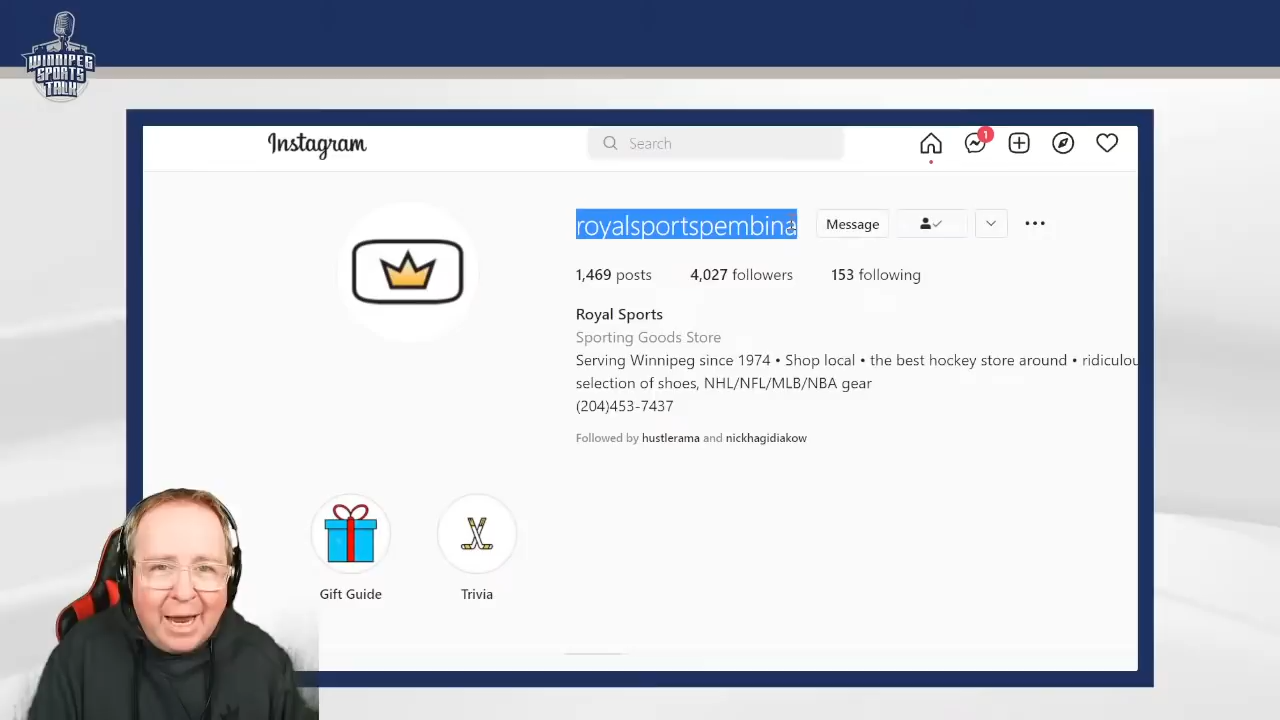 WINNIPEG
SPORTS
TALK
Instagram
Search
1
royalsportspembina
Message
1,469 posts
4,027 followers
153 following
Royal Sports
Sporting Goods Store
Serving Winnipeg since 1974 • Shop local • the best hockey store around • ridiculou
selection of shoes, NHL/NFL/MLB/NBA gear
(204)453-7437
Followed by hustlerama and nickhagidiakow
Gift Guide
Trivia